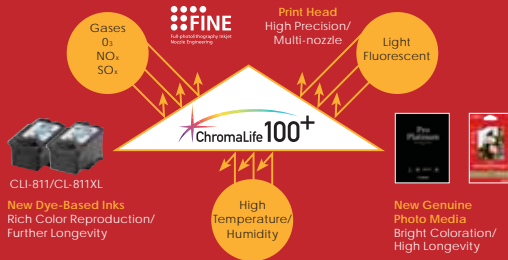 Gases
O₃
NOₓ
SOₓ
FINE
Full-photolithography Inkjet
Nozzle Engineering
Print Head
High Precision/
Multi-nozzle
Light
Fluorescent
ChromaLife 100+
CLI-811/CL-811XL
New Dye-Based Inks
Rich Color Reproduction/
Further Longevity
High
Temperature/
Humidity
Pro
Platinum
New Genuine
Photo Media
Bright Coloration/
High Longevity